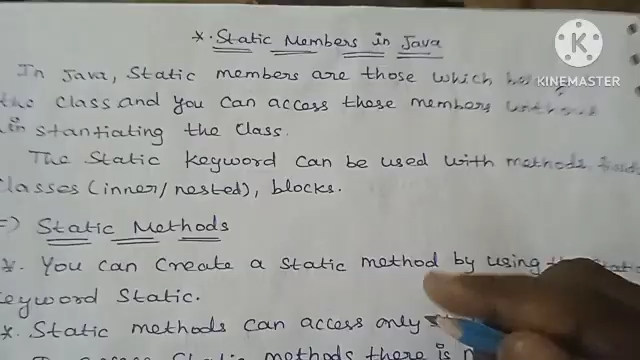 *. Static Members in Java
K
KINEMASTER
In Java, Static members are those which
the class and you can access these members
instantiating the Class.
The Static keyword can be used with methods,
classes (inner/nested), blocks.
=) Static Methods
*. You can create a static method by using
keyword Static.
*. Static methods can access only
methods there is